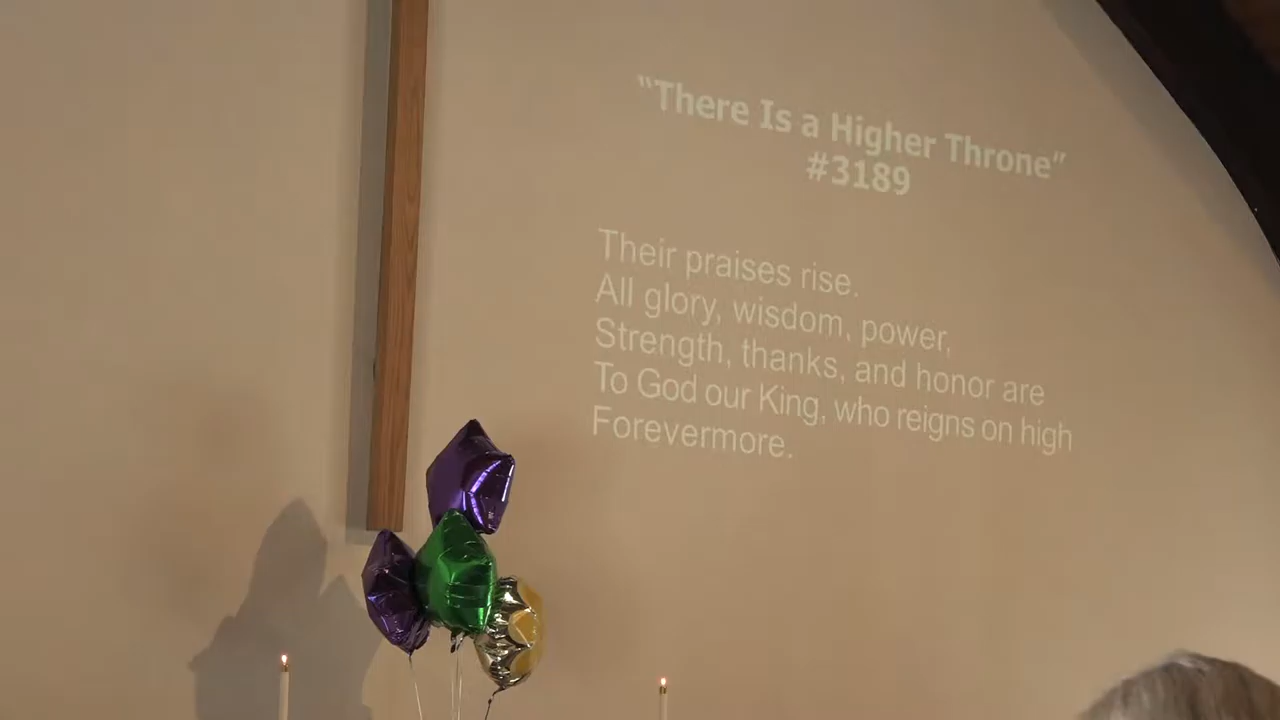 “There Is a Higher Throne”
#3189
Their praises rise.
All glory, wisdom, power,
Strength, thanks, and honor are
To God our King, who reigns on high
Forevermore.